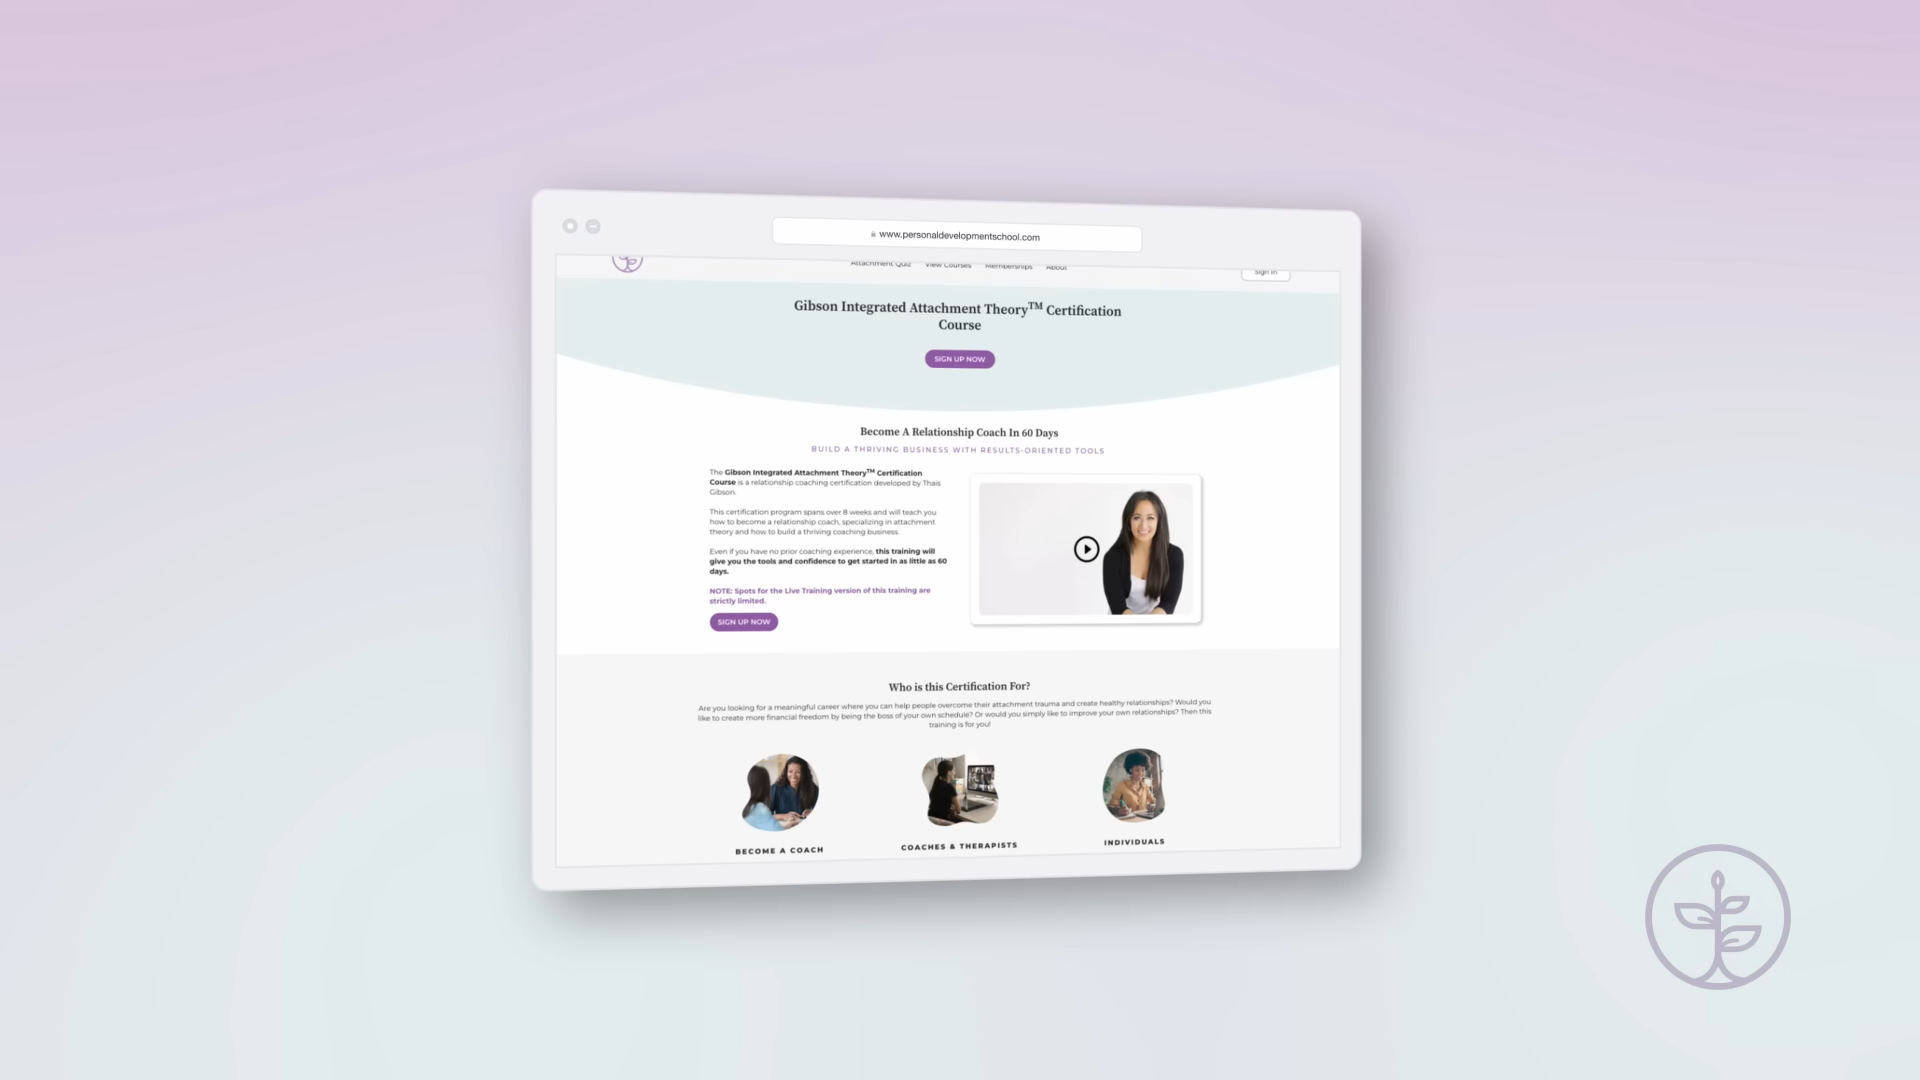 www.personaldevelopmentschool.com
Attachment Quiz View Courses Memberships About
Sign In
Gibson Integrated Attachment Theory™ Certification
Course
SIGN UP NOW
Become A Relationship Coach In 60 Days
BUILD A THRIVING BUSINESS WITH RESULTS-ORIENTED TOOLS
The Gibson Integrated Attachment Theory™ Certification
Course is a relationship coaching certification developed by Thais
Gibson.
This certification program spans over 8 weeks and will teach you
how to become a relationship coach, specializing in attachment
theory and how to build a thriving coaching business.
Even if you have no prior coaching experience, this training will
give you the tools and confidence to get started in as little as 60
days.
NOTE: Spots for the Live Training version of this training are
strictly limited.
SIGN UP NOW
Who is this Certification For?
Are you looking for a meaningful career where you can help people overcome their attachment trauma and create healthy relationships? Would you
like to create more financial freedom by being the boss of your own schedule? Or would you simply like to improve your own relationships? Then this
training is for you!
BECOME A COACH
COACHES & THERAPISTS
INDIVIDUALS